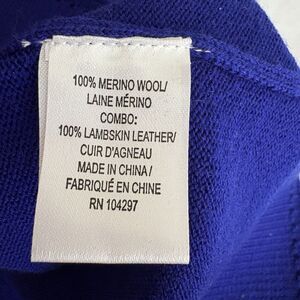 100% MERINO WOOL/
LAINE MÉRINO
COMBO:
100% LAMBSKIN LEATHER/
CUIR D'AGNEAU
MADE IN CHINA/
FABRIQUÉ EN CHINE
RN 104297